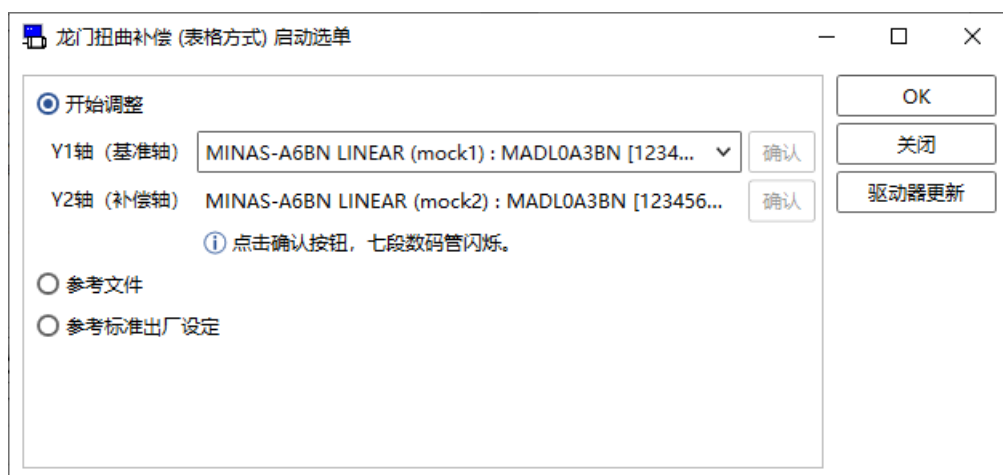 龙门扭曲补偿 (表格方式) 启动选单
开始调整
OK
Y1轴（基准轴） MINAS-A6BN LINEAR (mock1) : MADL0A3BN [1234... 确认
关闭
Y2轴（补偿轴） MINAS-A6BN LINEAR (mock2) : MADL0A3BN [123456... 确认
驱动器更新
点击确认按钮，七段数码管闪烁。
参考文件
参考标准出厂设定